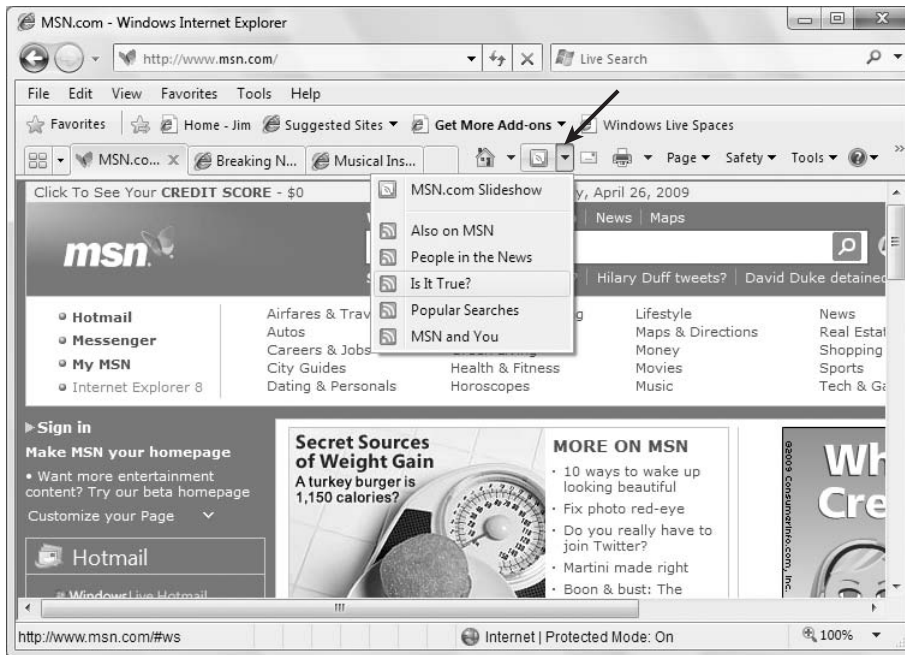 MSN.com - Windows Internet Explorer
http://www.msn.com/
Live Search
File Edit View Favorites Tools Help
Favorites Home - Jim Suggested Sites Get More Add-ons Windows Live Spaces
MSN.co... Breaking N... Musical Ins... Page Safety Tools
Click To See Your CREDIT SCORE - $0 April 26, 2009
MSN.com Slideshow
Also on MSN
People in the News
Is It True?
Popular Searches
MSN and You
msn
News Maps
Hilary Duff tweets? David Duke detained
Hotmail
Messenger
My MSN
Internet Explorer 8
Airfares & Trav
Autos
Careers & Jobs
City Guides
Dating & Personals
Health & Fitness
Horoscopes
Lifestyle
Maps & Directions
Money
Movies
Music
News
Real Estat
Shopping
Sports
Tech & Ga
Sign in
Make MSN your homepage
Want more entertainment
content? Try our beta homepage
Customize your Page
Hotmail
Windows Live Hotmail
Secret Sources
of Weight Gain
A turkey burger is
1,150 calories?
MORE ON MSN
10 ways to wake up
looking beautiful
Fix photo red-eye
Do you really have to
join Twitter?
Martini made right
Boon & bust: The
©2009 ConsumerInfo.com, Inc.
Wh
Cre
http://www.msn.com/#ws Internet | Protected Mode: On 100%